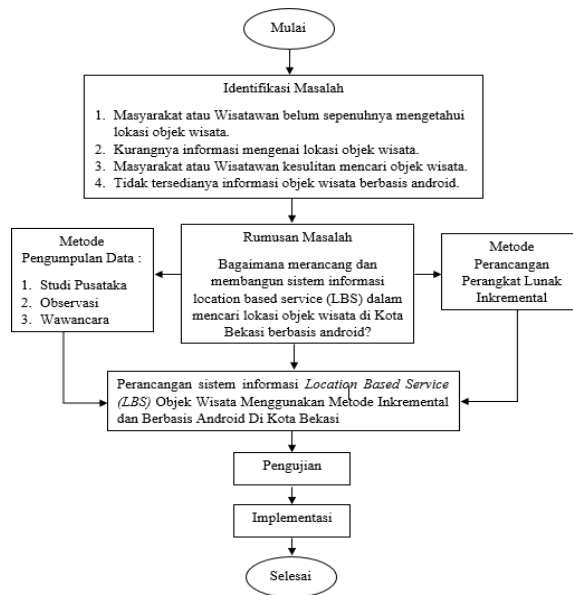 Mulai
Identifikasi Masalah
1. Masyarakat atau Wisatawan belum sepenuhnya mengetahui
lokasi objek wisata.
2. Kurangnya informasi mengenai lokasi objek wisata.
3. Masyarakat atau Wisatawan kesulitan mencari objek wisata.
4. Tidak tersedianya informasi objek wisata berbasis android.
Metode
Pengumpulan Data :
1. Studi Pusataka
2. Observasi
3. Wawancara
Rumusan Masalah
Bagaimana merancang dan
membangun sistem informasi
location based service (LBS) dalam
mencari lokasi objek wisata di Kota
Bekasi berbasis android?
Metode
Perancangan
Perangkat Lunak
Inkremental
Perancangan sistem informasi Location Based Service
(LBS) Objek Wisata Menggunakan Metode Inkremental
dan Berbasis Android Di Kota Bekasi
Pengujian
Implementasi
Selesai